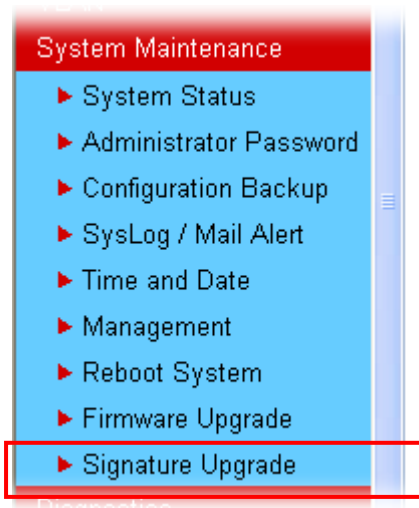 System Maintenance
System Status
Administrator Password
Configuration Backup
SysLog / Mail Alert
Time and Date
Management
Reboot System
Firmware Upgrade
Signature Upgrade
Diagnostics